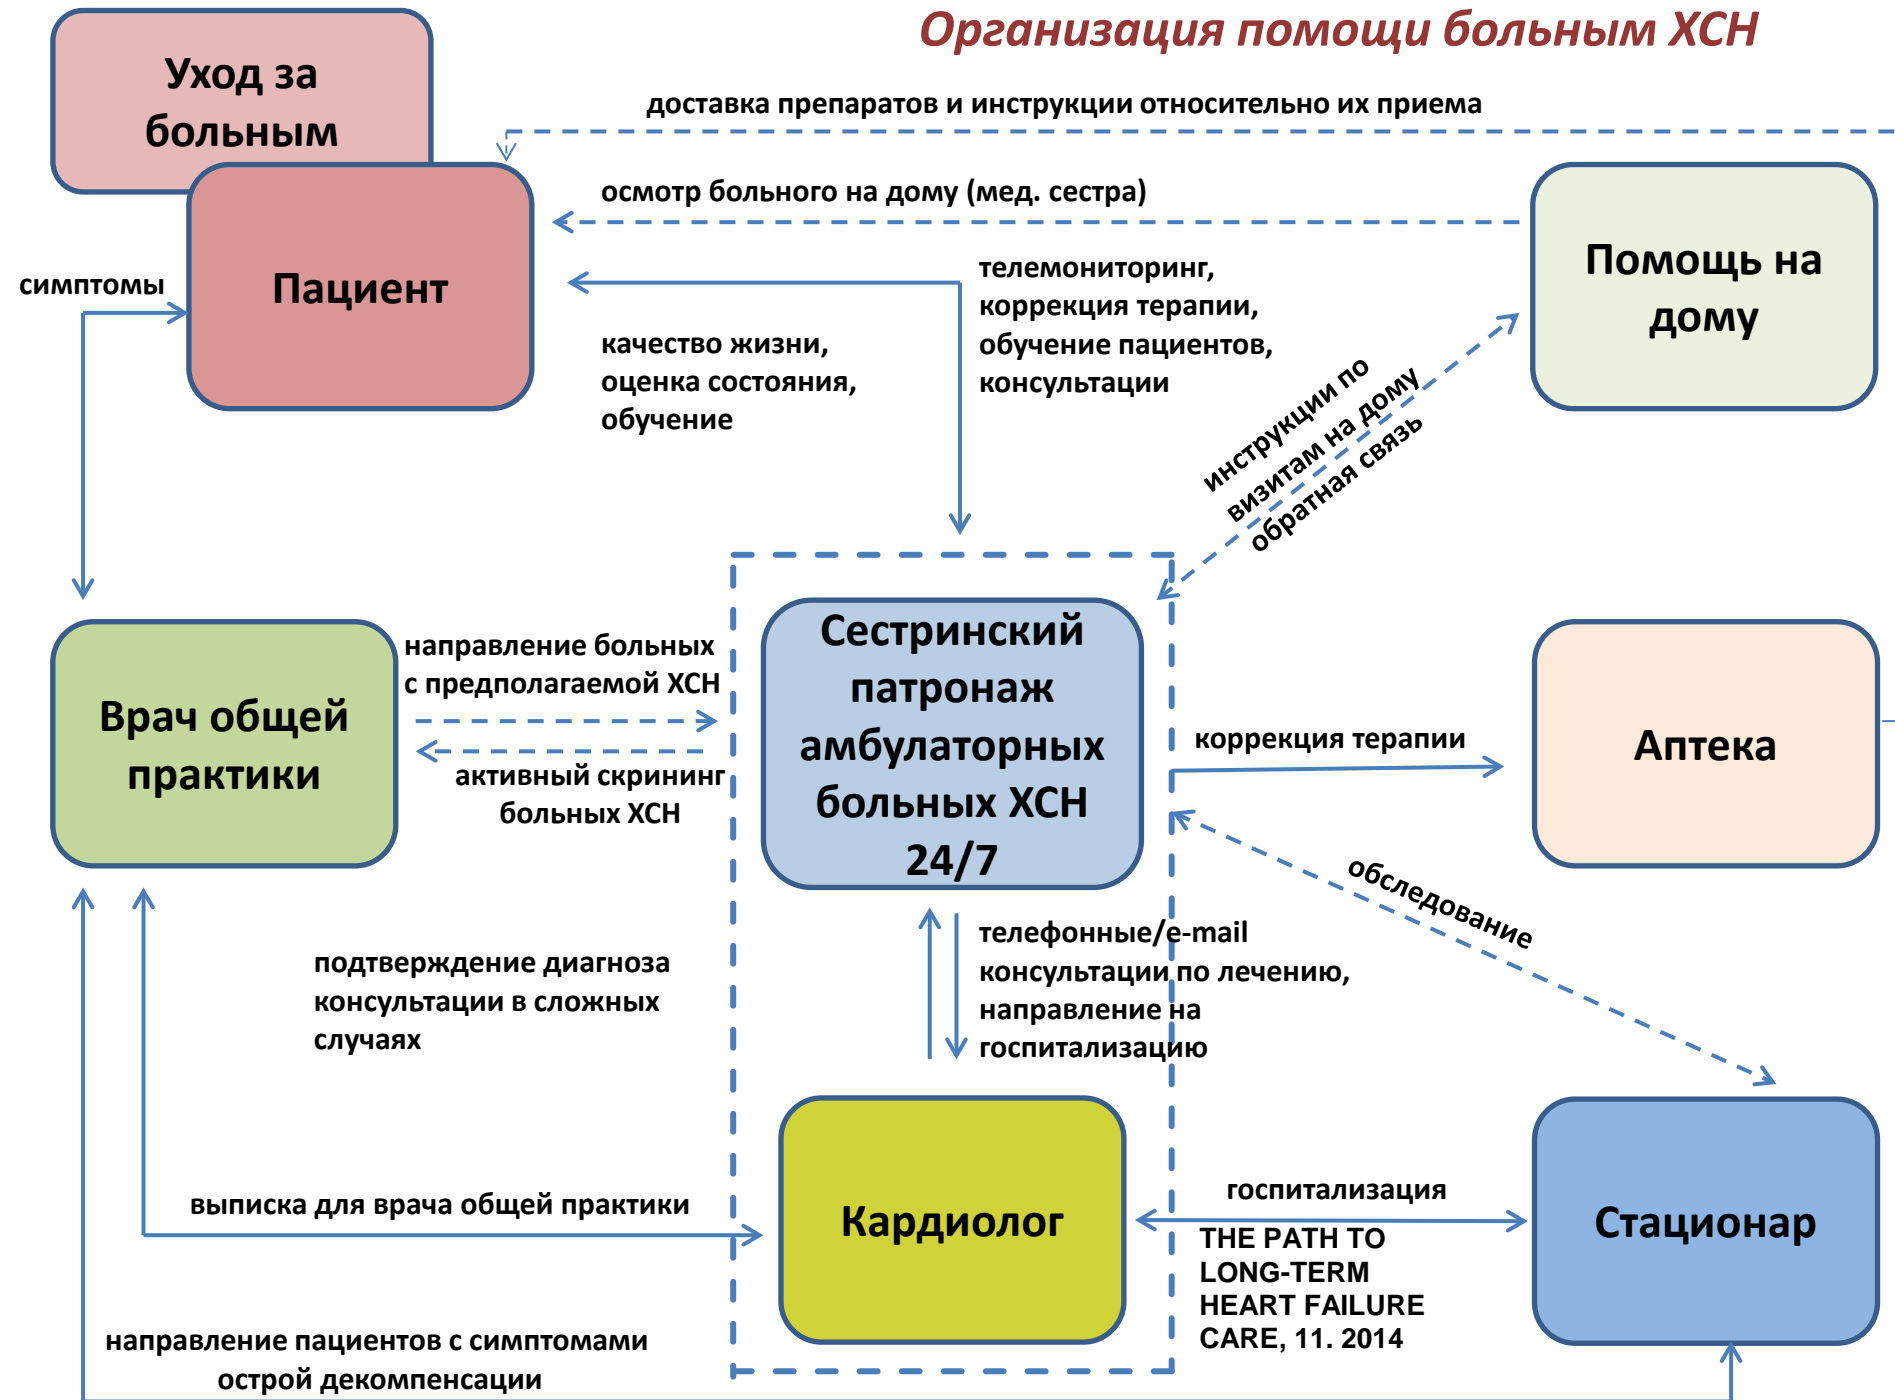 Организация помощи больным ХСН
Уход за
больным
доставка препаратов и инструкции относительно их приема
осмотр больного на дому (мед. сестра)
Помощь на
дому
симптомы
Пациент
телемониторинг,
коррекция терапии,
обучение пациентов,
консультации
качество жизни,
оценка состояния,
обучение
инструкции по
визитам на дому
обратная связь
Врач общей
практики
направление больных
с предполагаемой ХСН
активный скрининг
больных ХСН
Сестринский
патронаж
амбулаторных
больных ХСН
24/7
коррекция терапии
Аптека
обследование
телефонные/e-mail
консультации по лечению,
направление на
госпитализацию
подтверждение диагноза
консультации в сложных
случаях
выписка для врача общей практики
Кардиолог
госпитализация
THE PATH TO
LONG-TERM
HEART FAILURE
CARE, 11. 2014
Стационар
направление пациентов с симптомами
острой декомпенсации